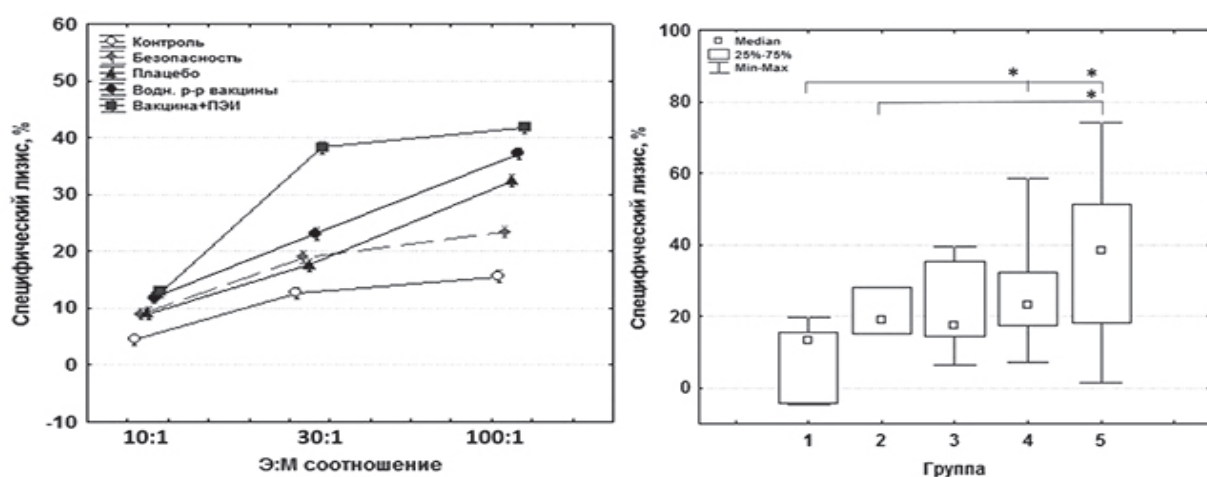 60
50
40
30
20
10
0
-10
Специфический лизис, %
Контроль
Безопасность
Плацебо
Водн. р-р вакцины
Вакцина+ПЭИ
10:1 30:1 100:1
Э:М соотношение
100
80
60
40
20
0
Специфический лизис, %
Median
25%-75%
Min-Max
* *
*
1 2 3 4 5
Группа